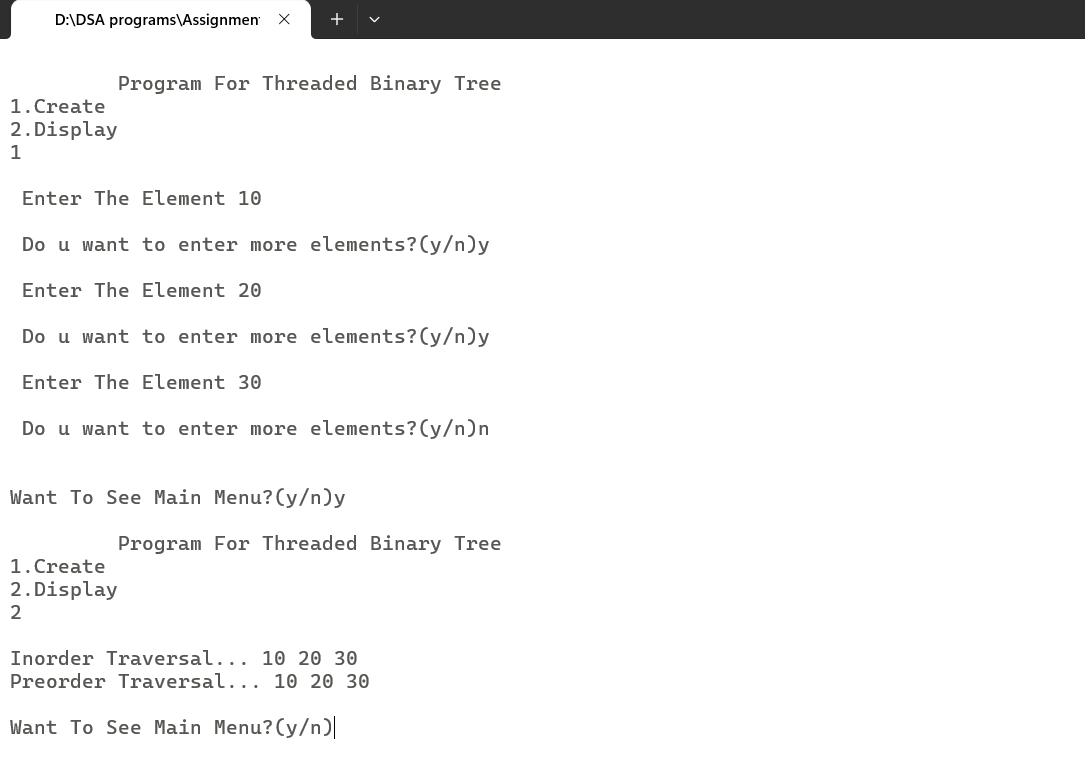 D:\DSA programs\Assignmen
Program For Threaded Binary Tree
1.Create
2.Display
1
Enter The Element 10
Do u want to enter more elements?(y/n)y
Enter The Element 20
Do u want to enter more elements?(y/n)y
Enter The Element 30
Do u want to enter more elements?(y/n)n
Want To See Main Menu?(y/n)y
Program For Threaded Binary Tree
1.Create
2.Display
2
Inorder Traversal... 10 20 30
Preorder Traversal... 10 20 30
Want To See Main Menu?(y/n)